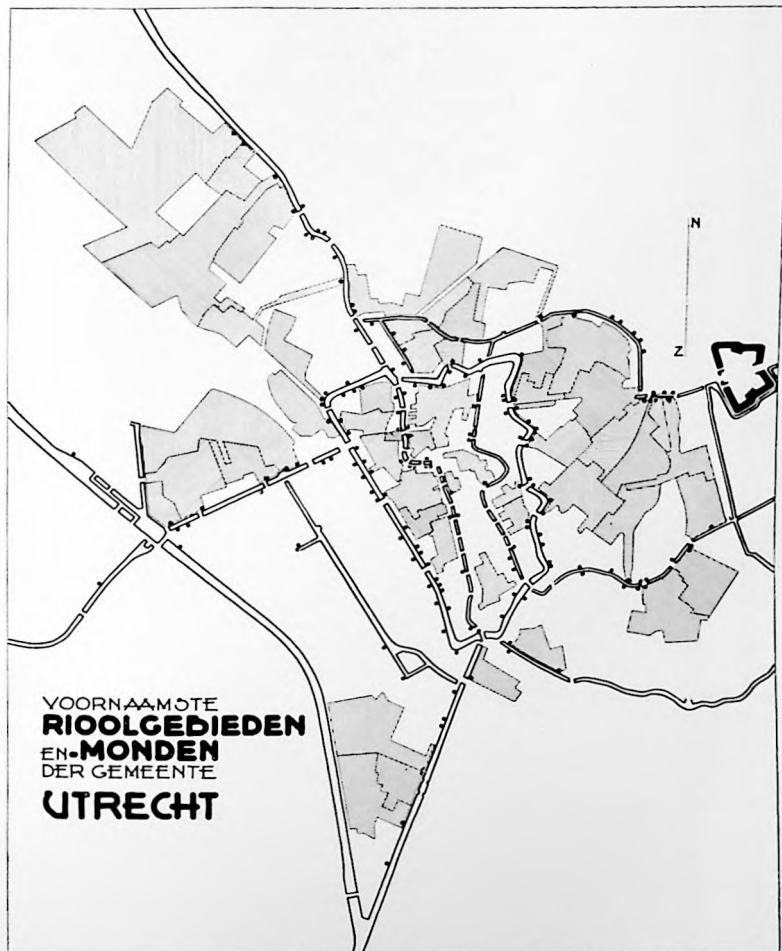 N
Z
VOORNAAMSTE
RIOOLGEBIEDEN
EN-MONDEN
DER GEMEENTE
UTRECHT